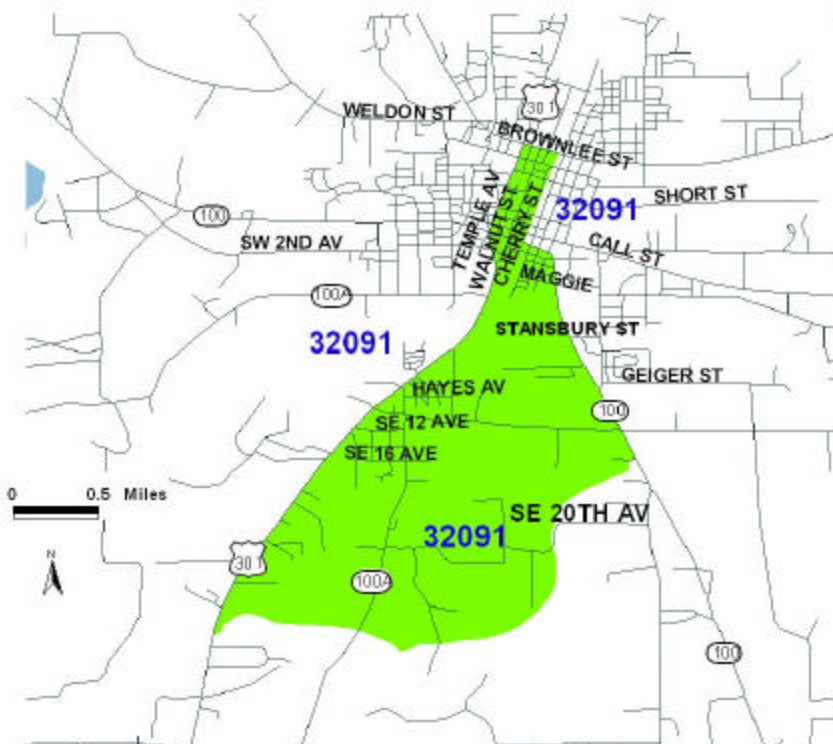 301
WELDON ST
BROWNLEE ST
SHORT ST
32091
TEMPLE AV
WALNUT ST
CHERRY ST
100
SW 2ND AV
CALL ST
MAGGIE
100A
STANSBURY ST
32091
GEIGER ST
HAYES AV
100
SE 12 AVE
SE 16 AVE
0 0.5 Miles
SE 20TH AV
32091
301
N
100A
100